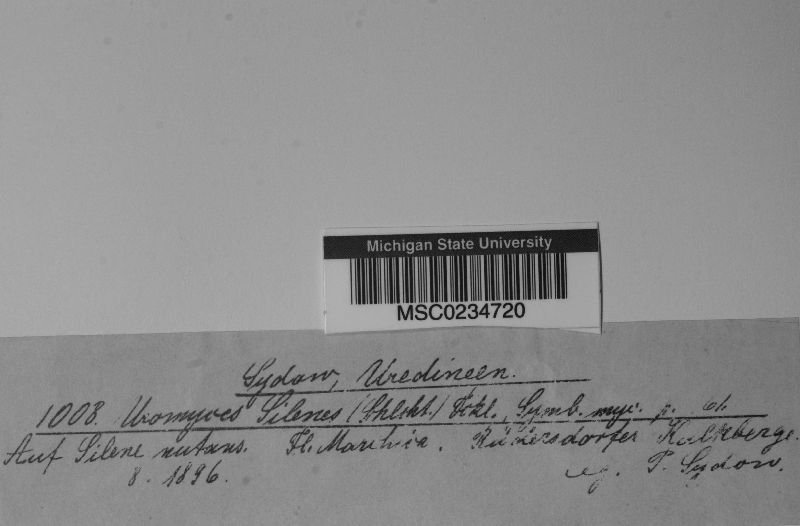 Michigan State University
MSC0234720
Sydow, Uredineen.
1008. Uromyces Silenes (Schlcht.) Fckl., Symb. myc. p. 61.
Auf Silene nutans. Fl. Marchica. Rüdersdorfer Kalkberge.
8. 1896. leg. P. Sydow.